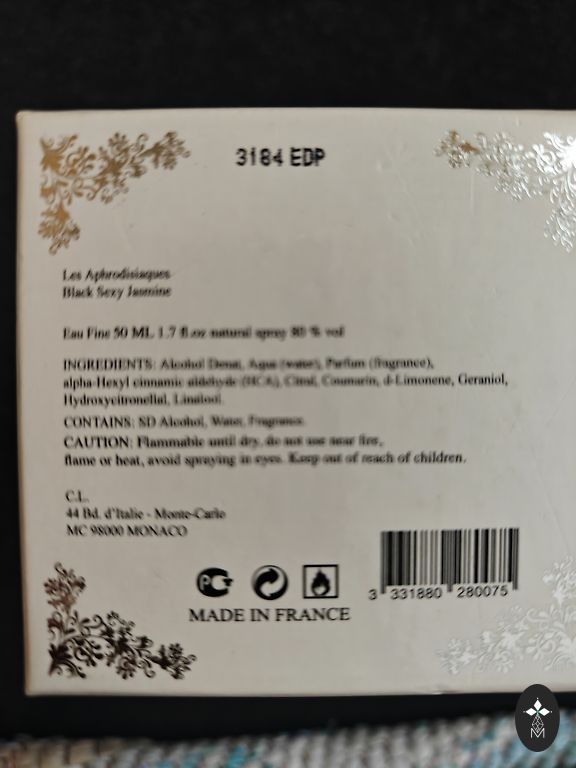 3184 EDP
Les Aphrodisiaques
Black Sexy Jasmine
Eau Fine 50 ML 1.7 fl.oz natural spray 80 % vol
INGREDIENTS: Alcohol Denat, Aqua (water), Parfum (fragrance),
alpha-Hexyl cinnamic aldehyde (HCA), Citral, Coumarin, d-Limonene, Geraniol,
Hydroxycitronellal, Linalool.
CONTAINS: SD Alcohol, Water, Fragrance.
CAUTION: Flammable until dry, do not use near fire,
flame or heat, avoid spraying in eyes. Keep out of reach of children.
C.L.
44 Bd. d'Italie - Monte-Carlo
MC 98000 MONACO
MADE IN FRANCE
3 331880 280075
M